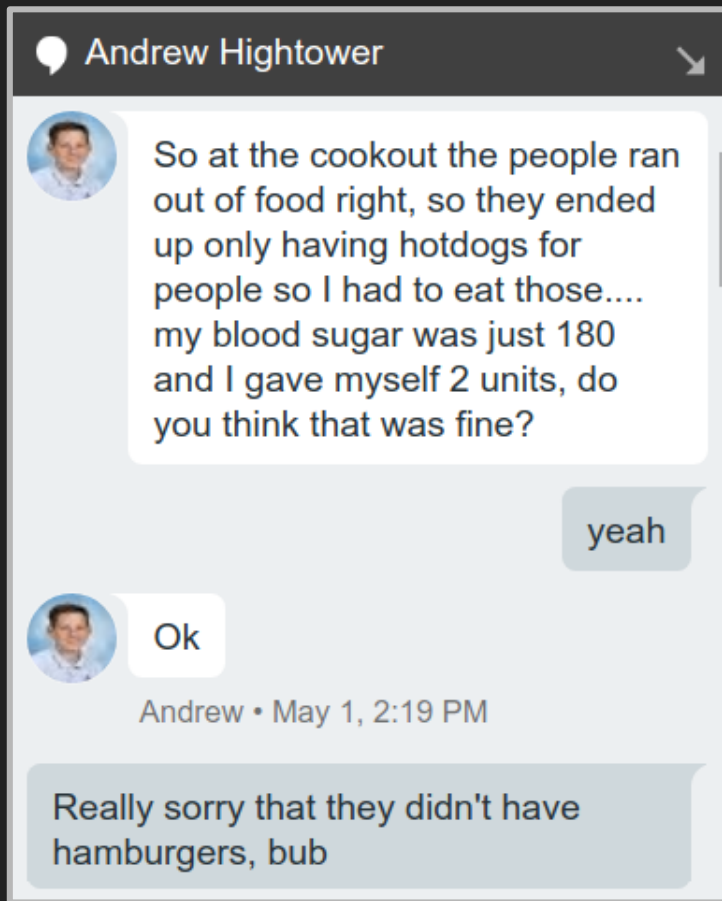 Andrew Hightower
So at the cookout the people ran
out of food right, so they ended
up only having hotdogs for
people so I had to eat those....
my blood sugar was just 180
and I gave myself 2 units, do
you think that was fine?
yeah
Ok
Andrew • May 1, 2:19 PM
Really sorry that they didn't have
hamburgers, bub